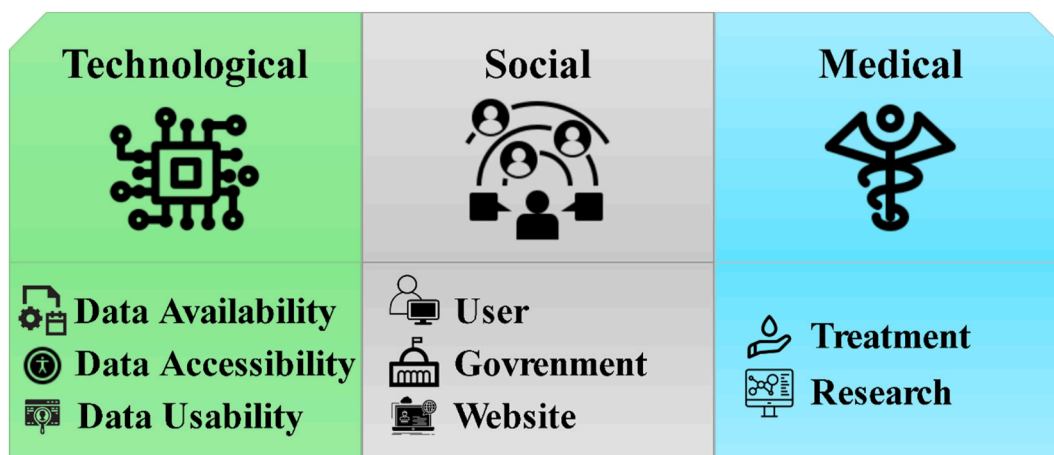 Technological
Social
Medical
Data Availability
Data Accessibility
Data Usability
User
Govrenment
Website
Treatment
Research